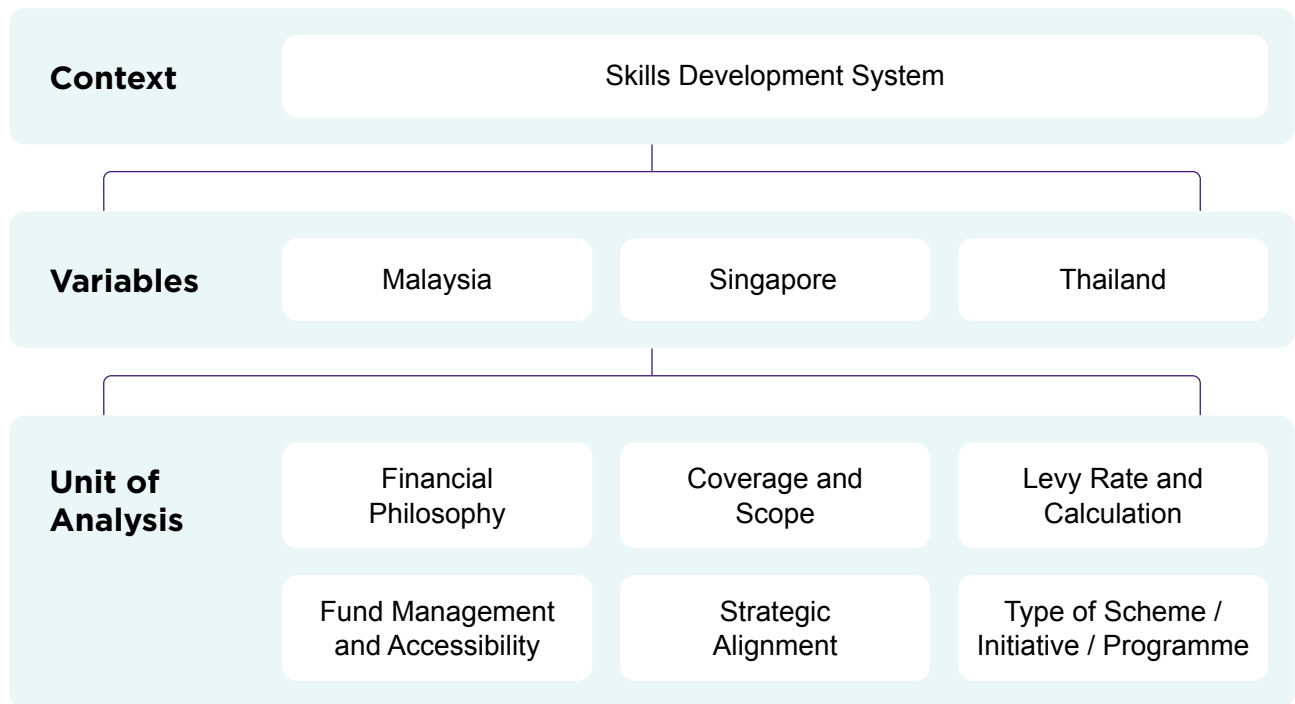 Context
Skills Development System
Variables
Malaysia
Singapore
Thailand
Unit of
Analysis
Financial
Philosophy
Coverage and
Scope
Levy Rate and
Calculation
Fund Management
and Accessibility
Strategic
Alignment
Type of Scheme /
Initiative / Programme